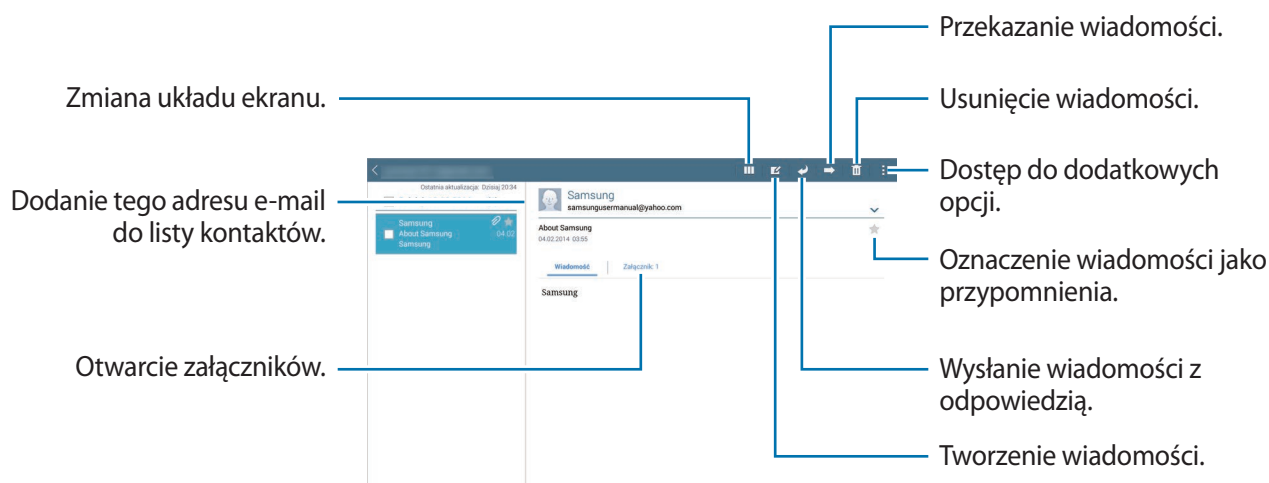 Przekazanie wiadomości.
Zmiana układu ekranu.
Usunięcie wiadomości.
Dostęp do dodatkowych
opcji.
Dodanie tego adresu e-mail
do listy kontaktów.
Ostatnia aktualizacja: Dzisiaj 20:34
Samsung
About Samsung
04.02
Samsung
Samsung
samsungusermanual@yahoo.com
About Samsung
04.02.2014 03:55
Wiadomość
Załącznik: 1
Samsung
Oznaczenie wiadomości jako
przypomnienia.
Otwarcie załączników.
Wysłanie wiadomości z
odpowiedzią.
Tworzenie wiadomości.